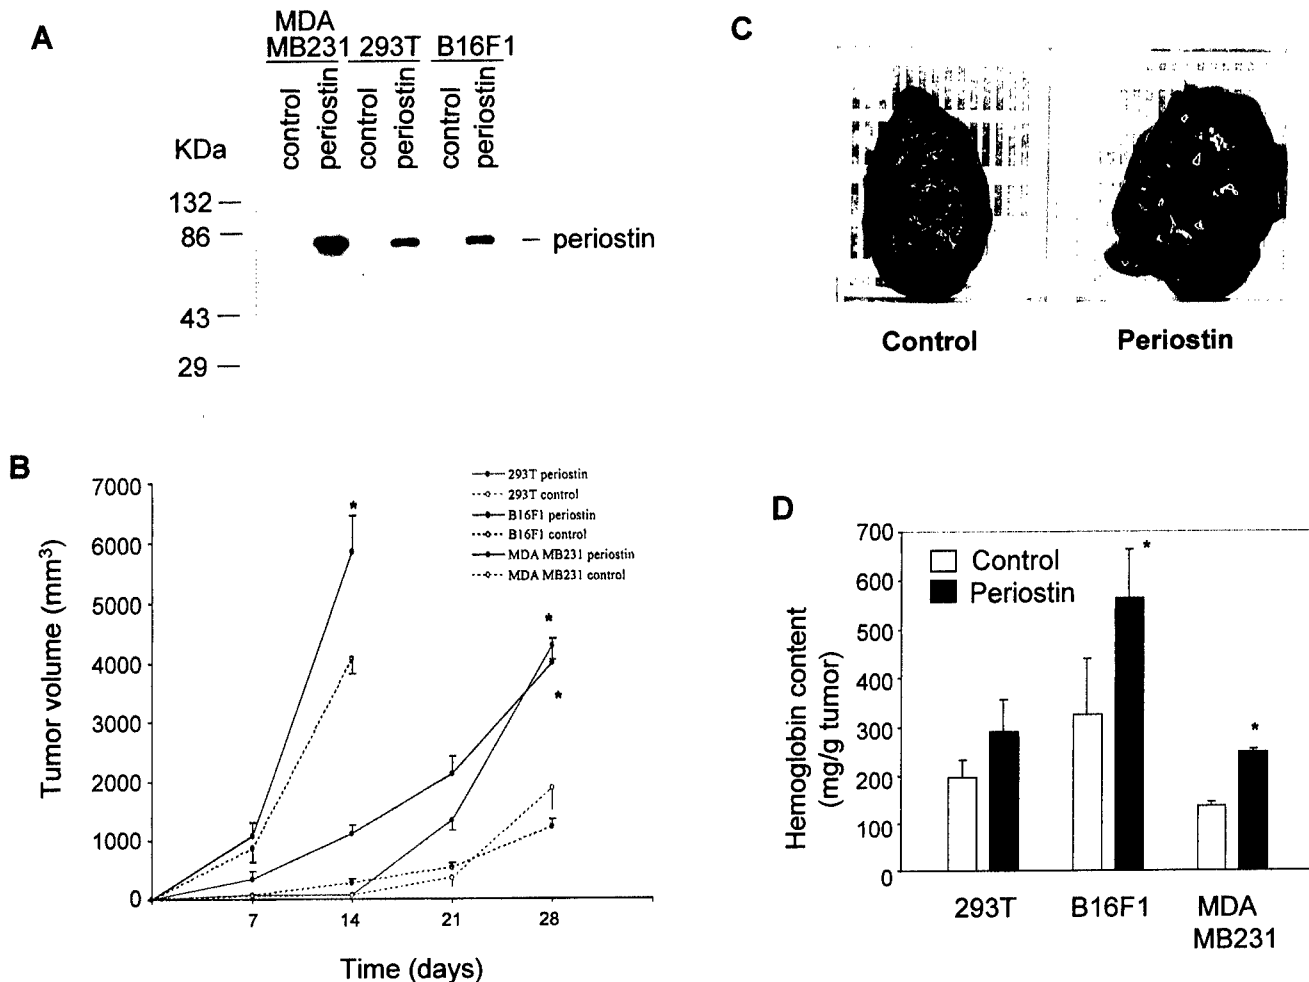 A
MDA
MB231 293T B16F1
control periostin control periostin control periostin
KDa
132
86
43
29
periostin
C
Control
Periostin
B
7000
6000
5000
4000
3000
2000
1000
0
7
14
21
28
Tumor volume (mm³)
Time (days)
293T periostin
293T control
B16F1 periostin
B16F1 control
MDA MB231 periostin
MDA MB231 control
*
*
*
D
700
600
500
400
300
200
100
0
Hemoglobin content
(mg/g tumor)
Control
Periostin
*
*
293T
B16F1
MDA
MB231